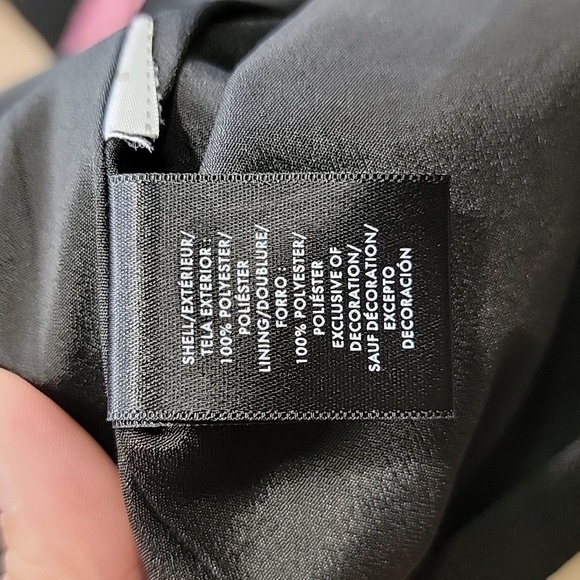 SHELL/EXTÉRIEUR/
TELA EXTERIOR :
100% POLYESTER/
POLIÉSTER
LINING/DOUBLURE/
FORRO :
100% POLYESTER/
POLIÉSTER
EXCLUSIVE OF
DECORATION/
SAUF DÉCORATION/
EXCEPTO
DECORACIÓN